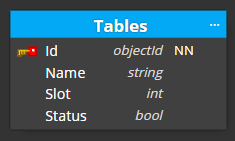 Tables ...
Id objectId NN
Name string
Slot int
Status bool